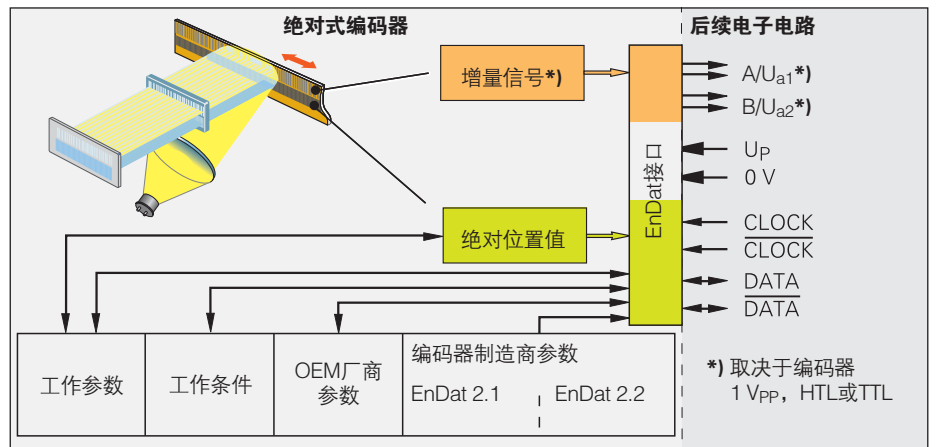 绝对式编码器
后续电子电路
增量信号*)
A/Ua1*)
B/Ua2*)
UP
0 V
EnDat接口
绝对位置值
CLOCK
CLOCK
DATA
DATA
工作参数
工作条件
OEM厂商
参数
编码器制造商参数
EnDat 2.1
EnDat 2.2
*) 取决于编码器
1 VPP，HTL或TTL